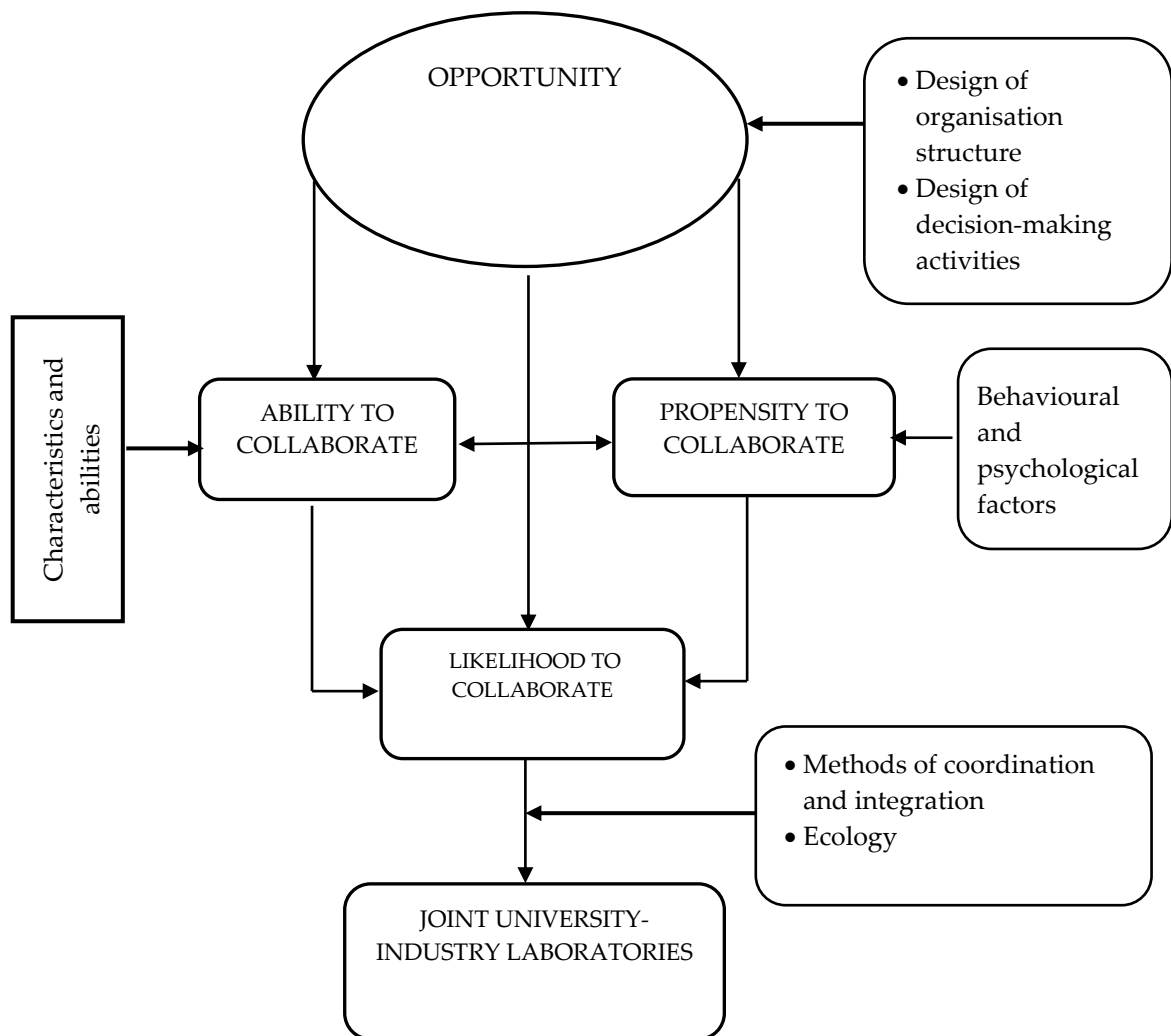 OPPORTUNITY
• Design of
organisation
structure
• Design of
decision-making
activities
Characteristics and
abilities
ABILITY TO
COLLABORATE
PROPENSITY TO
COLLABORATE
Behavioural
and
psychological
factors
LIKELIHOOD TO
COLLABORATE
• Methods of coordination
and integration
• Ecology
JOINT UNIVERSITY-
INDUSTRY LABORATORIES